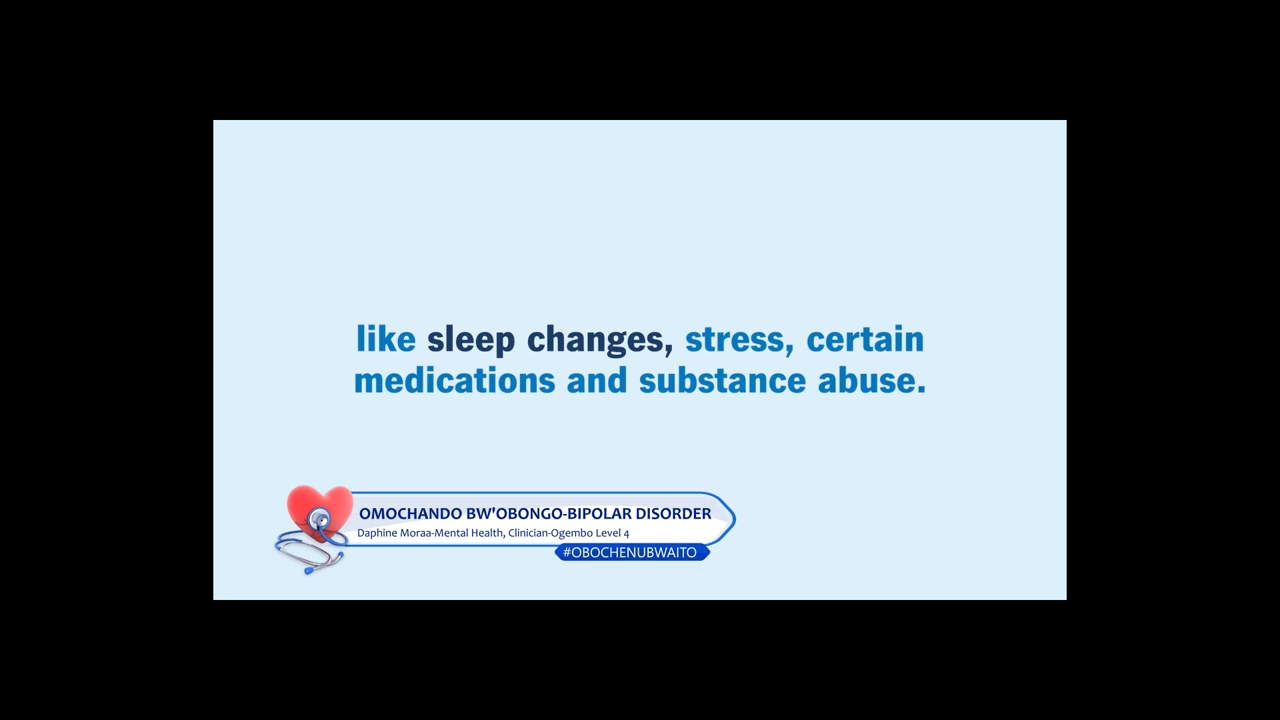 like sleep changes, stress, certain
medications and substance abuse.
OMOCHANDO BW'OBONGO-BIPOLAR DISORDER
Daphine Moraa-Mental Health, Clinician-Ogembo Level 4
#OBOCHENUBWAITO